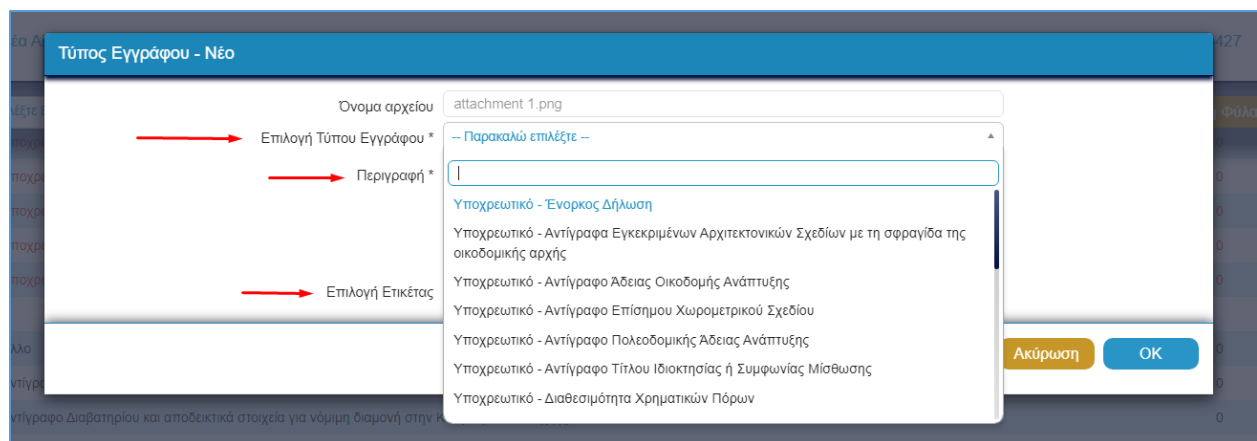 427
Τύπος Εγγράφου - Νέο
Όνομα αρχείου
attachment 1.png
Επιλογή Τύπου Εγγράφου *
-- Παρακαλώ επιλέξτε --
Περιγραφή *
Υποχρεωτικό - Ένορκος Δήλωση
Υποχρεωτικό - Αντίγραφα Εγκεκριμένων Αρχιτεκτονικών Σχεδίων με τη σφραγίδα της
οικοδομικής αρχής
Υποχρεωτικό - Αντίγραφο Άδειας Οικοδομής Ανάπτυξης
Επιλογή Ετικέτας
Υποχρεωτικό - Αντίγραφο Επίσημου Χωρομετρικού Σχεδίου
Υποχρεωτικό - Αντίγραφο Πολεοδομικής Άδειας Ανάπτυξης
Υποχρεωτικό - Αντίγραφο Τίτλου Ιδιοκτησίας ή Συμφωνίας Μίσθωσης
Υποχρεωτικό - Διαθεσιμότητα Χρηματικών Πόρων
Ακύρωση
OK
ντίγραφο Διαβατηρίου και αποδεικτικά στοιχεία για νόμιμη διαμονή στην Κ
0